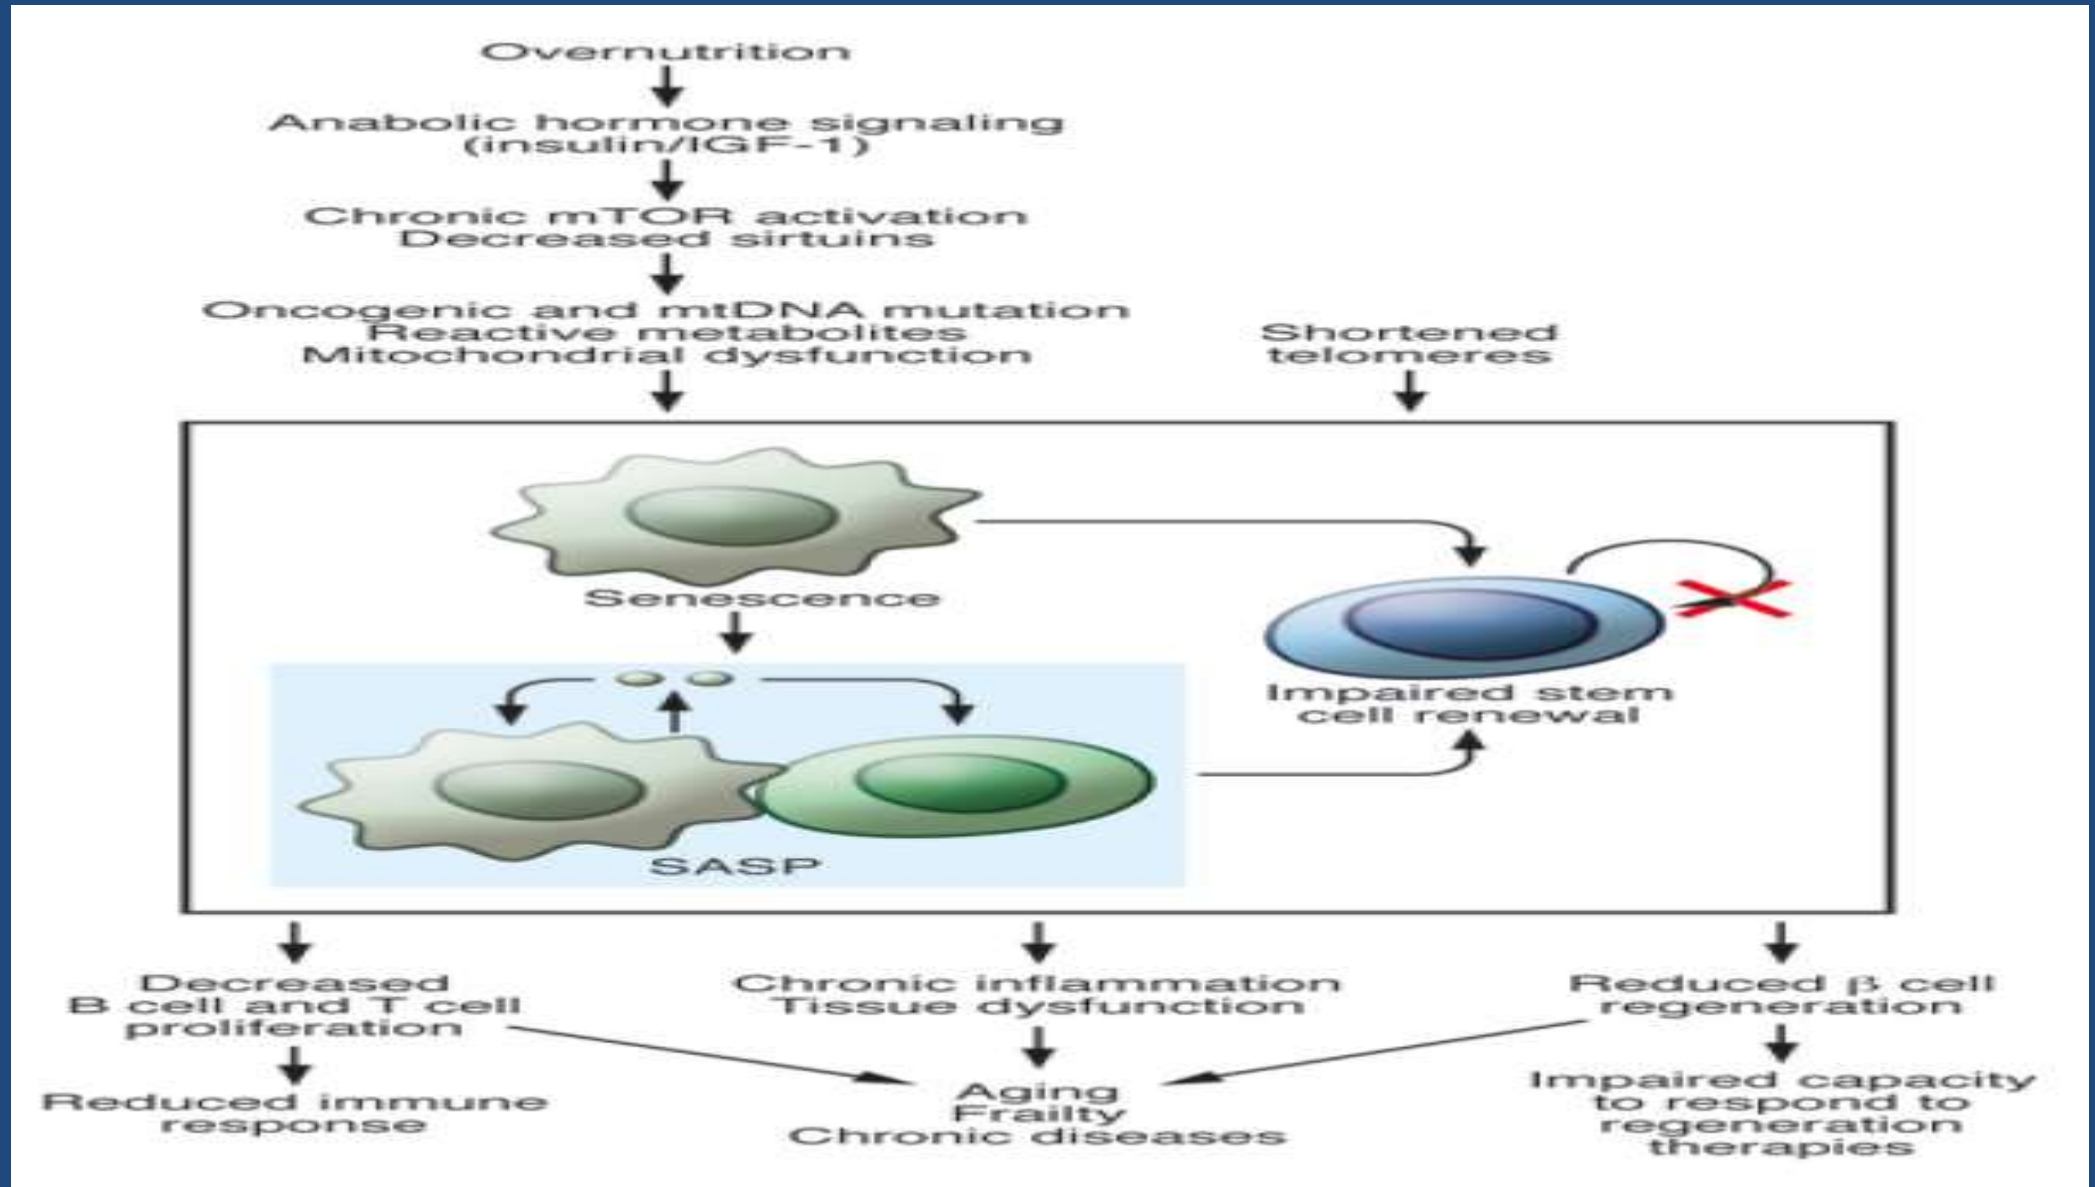 Overnutrition
Anabolic hormone signaling
(insulin/IGF-1)
Chronic mTOR activation
Decreased sirtuins
Oncogenic and mtDNA mutation
Reactive metabolites
Mitochondrial dysfunction
Shortened
telomeres
Senescence
Impaired stem
cell renewal
SASP
Decreased
B cell and T cell
proliferation
Reduced immune
response
Chronic inflammation
Tissue dysfunction
Aging
Frailty
Chronic diseases
Reduced β cell
regeneration
Impaired capacity
to respond to
regeneration
therapies